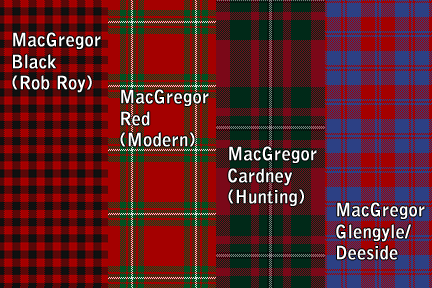 MacGregor
Black
(Rob Roy)
MacGregor
Red
(Modern)
MacGregor
Cardney
(Hunting)
MacGregor
Glengyle/
Deeside